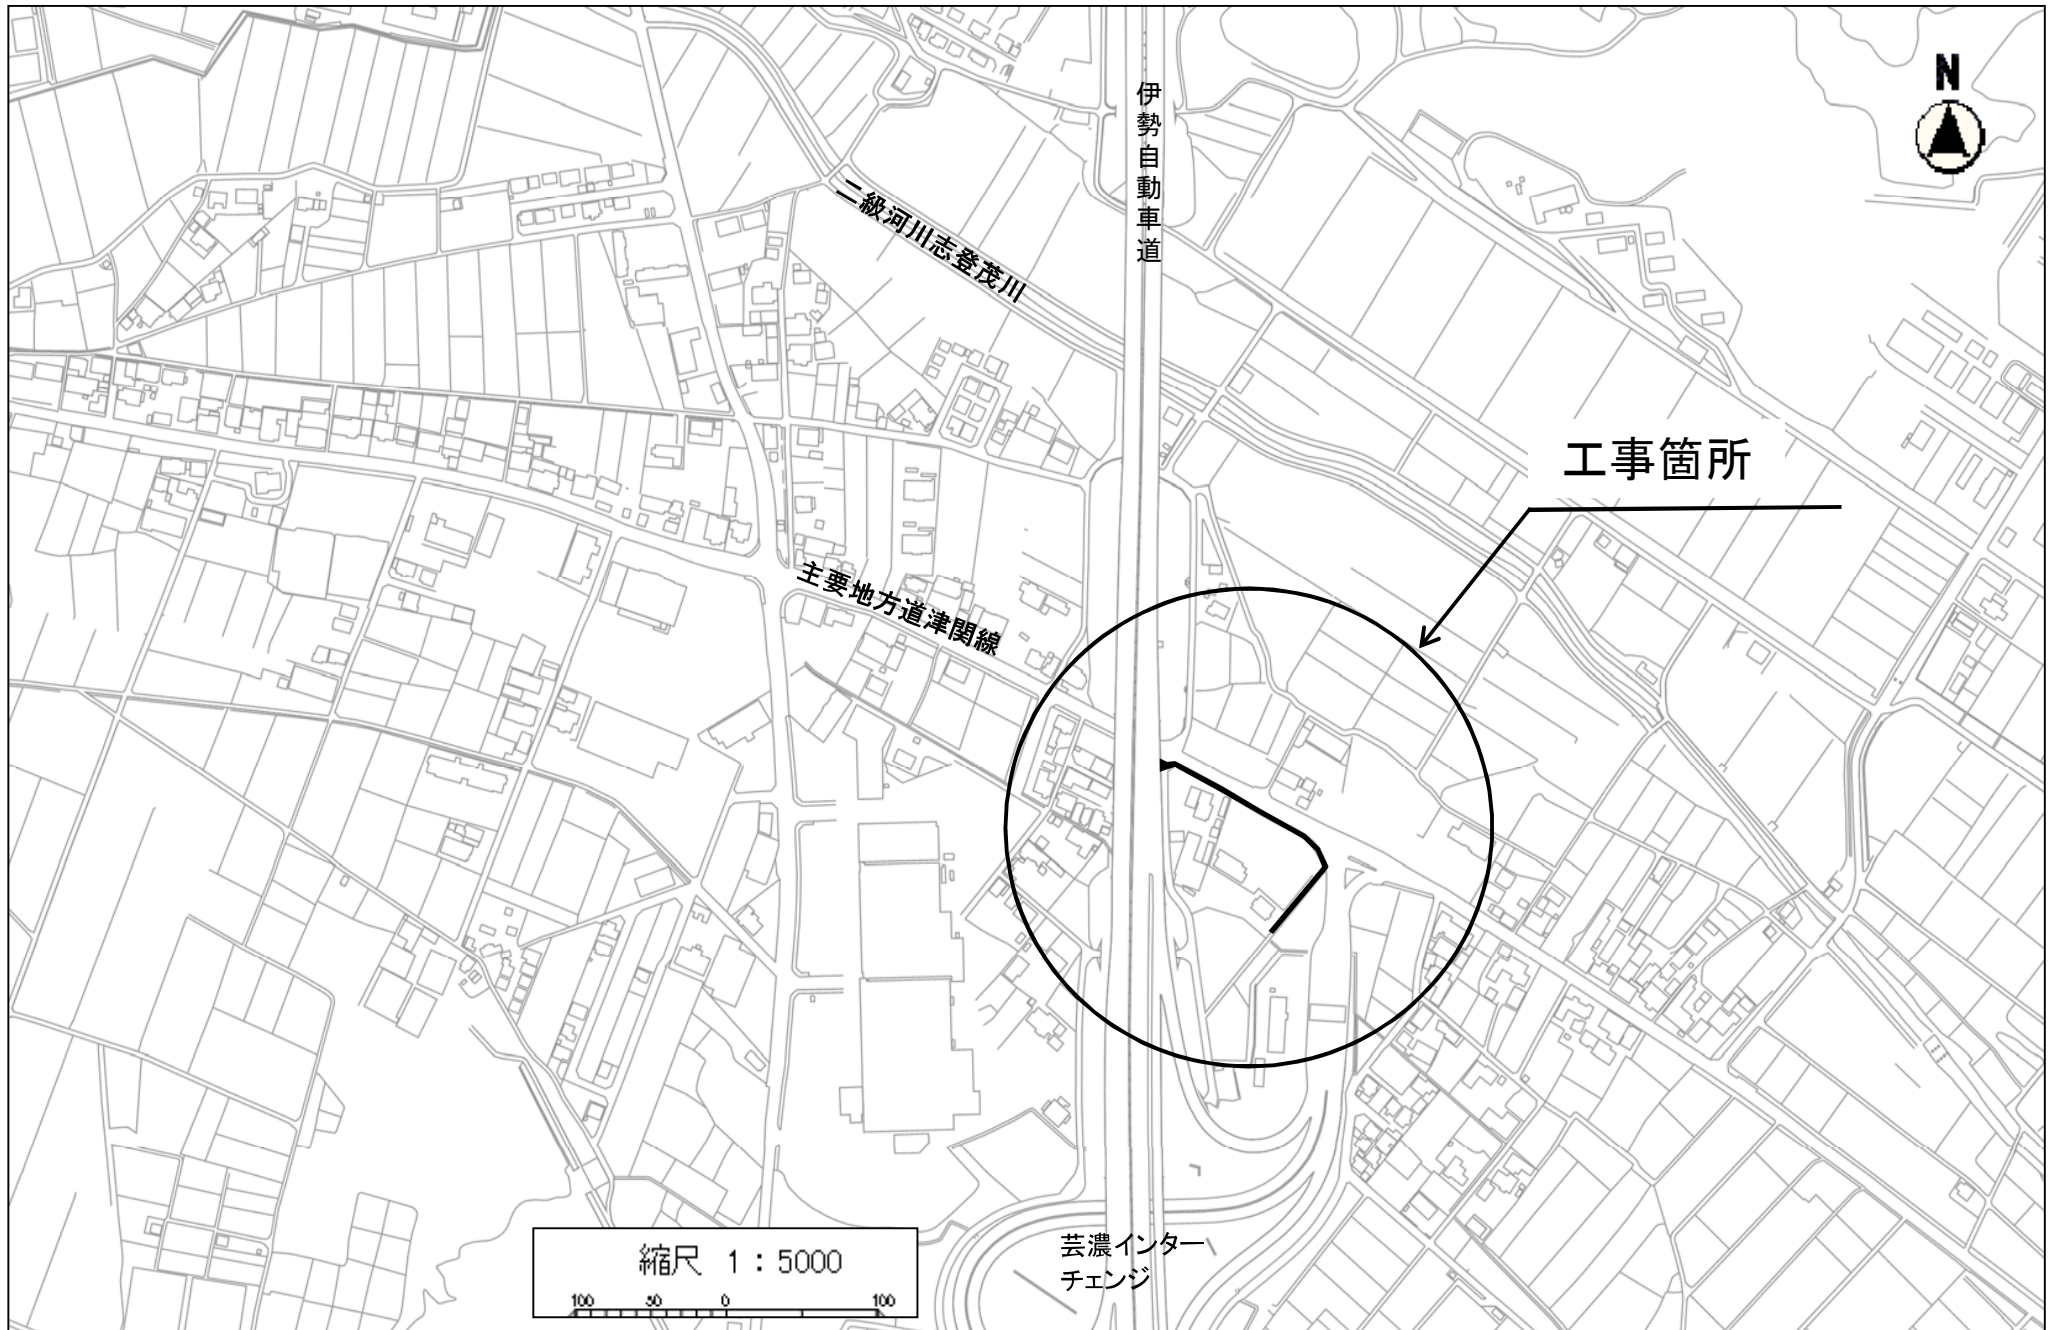 N
伊勢自動車道
二級河川志登茂川
工事箇所
主要地方道津関線
芸濃インター
チェンジ
縮尺 1：5000
100 50 0 100